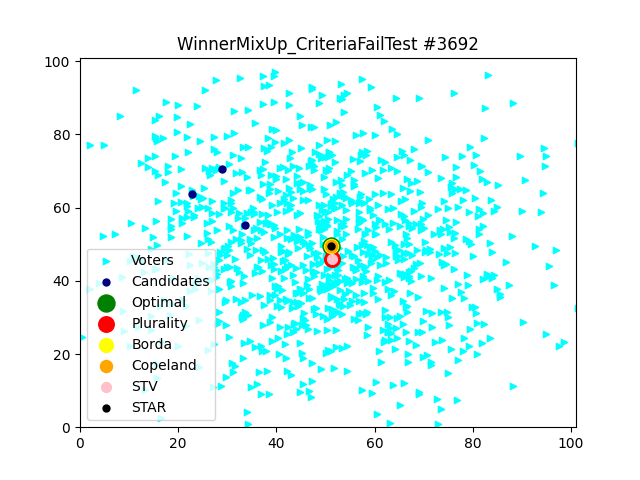 WinnerMixUp_CriteriaFailTest #3692
100
80
60
40
20
0
Voters
Candidates
Optimal
Plurality
Borda
Copeland
STV
STAR
0 20 40 60 80 100